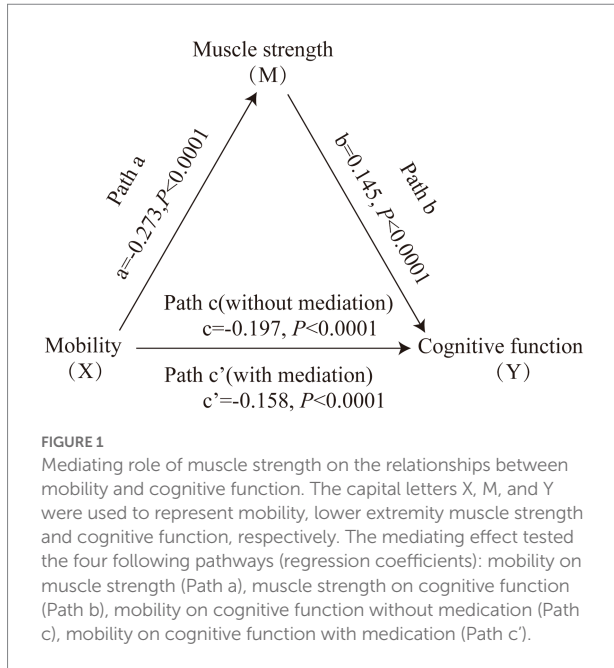 Muscle strength
(M)
Path a
a=-0.273,P<0.0001
Path b
b=0.145, P<0.0001
Path c(without mediation)
c=-0.197, P<0.0001
Mobility
(X)
Cognitive function
(Y)
Path c’(with mediation)
c’=-0.158, P<0.0001
FIGURE 1
Mediating role of muscle strength on the relationships between
mobility and cognitive function. The capital letters X, M, and Y
were used to represent mobility, lower extremity muscle strength
and cognitive function, respectively. The mediating effect tested
the four following pathways (regression coefficients): mobility on
muscle strength (Path a), muscle strength on cognitive function
(Path b), mobility on cognitive function without medication (Path
c), mobility on cognitive function with medication (Path c’).